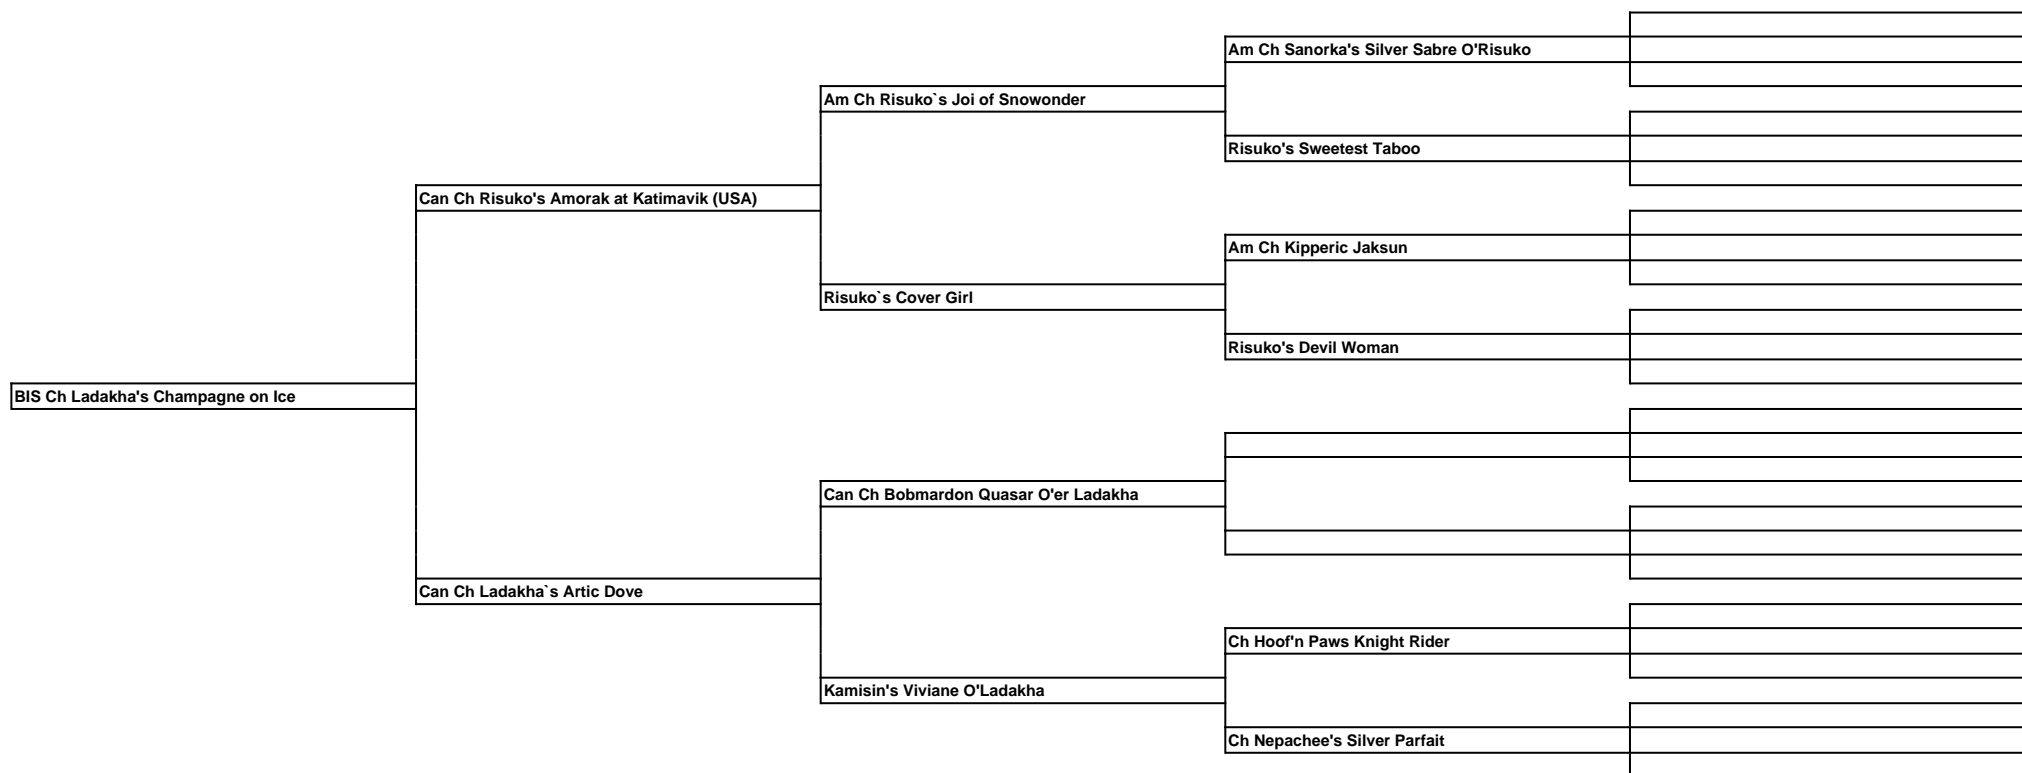 Am Ch Sanorka's Silver Sabre O'Risuko
Am Ch Risuko`s Joi of Snowonder
Risuko's Sweetest Taboo
Can Ch Risuko's Amorak at Katimavik (USA)
Am Ch Kipperic Jaksun
Risuko`s Cover Girl
Risuko's Devil Woman
BIS Ch Ladakha's Champagne on Ice
Can Ch Bobmardon Quasar O'er Ladakha
Can Ch Ladakha`s Artic Dove
Ch Hoof'n Paws Knight Rider
Kamisin's Viviane O'Ladakha
Ch Nepachee's Silver Parfait